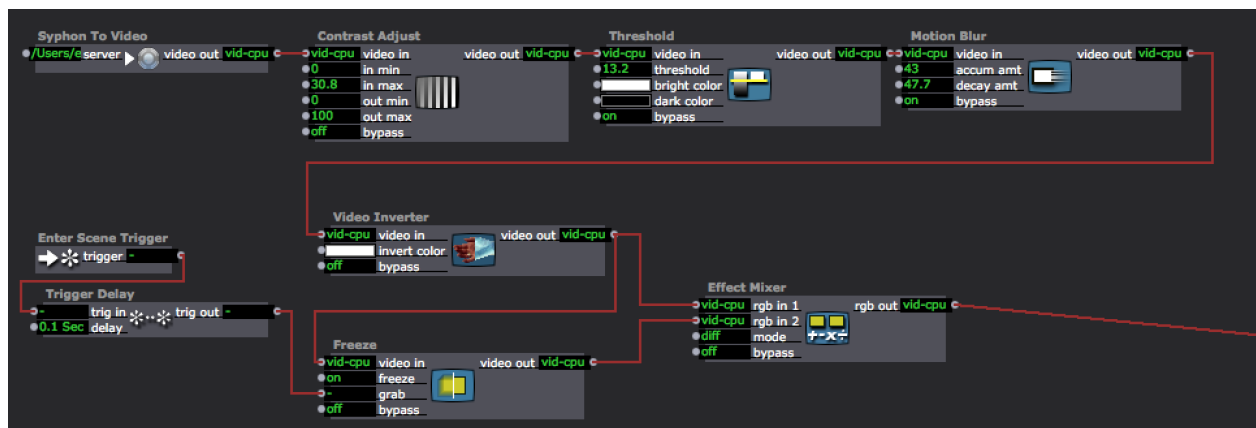 Syphon To Video
/Users/e server video out vid-cpu
Contrast Adjust
vid-cpu video in video out vid-cpu
0 in min
30.8 in max
0 out min
100 out max
off bypass
Threshold
vid-cpu video in video out vid-cpu
13.2 threshold
bright color
dark color
on bypass
Motion Blur
vid-cpu video in video out vid-cpu
43 accum amt
47.7 decay amt
on bypass
Video Inverter
vid-cpu video in video out vid-cpu
invert color
off bypass
Enter Scene Trigger
trigger -
Trigger Delay
- trig in trig out -
0.1 Sec delay
Freeze
vid-cpu video in video out vid-cpu
on freeze
- grab
off bypass
Effect Mixer
vid-cpu rgb in 1 rgb out vid-cpu
vid-cpu rgb in 2
diff mode
off bypass